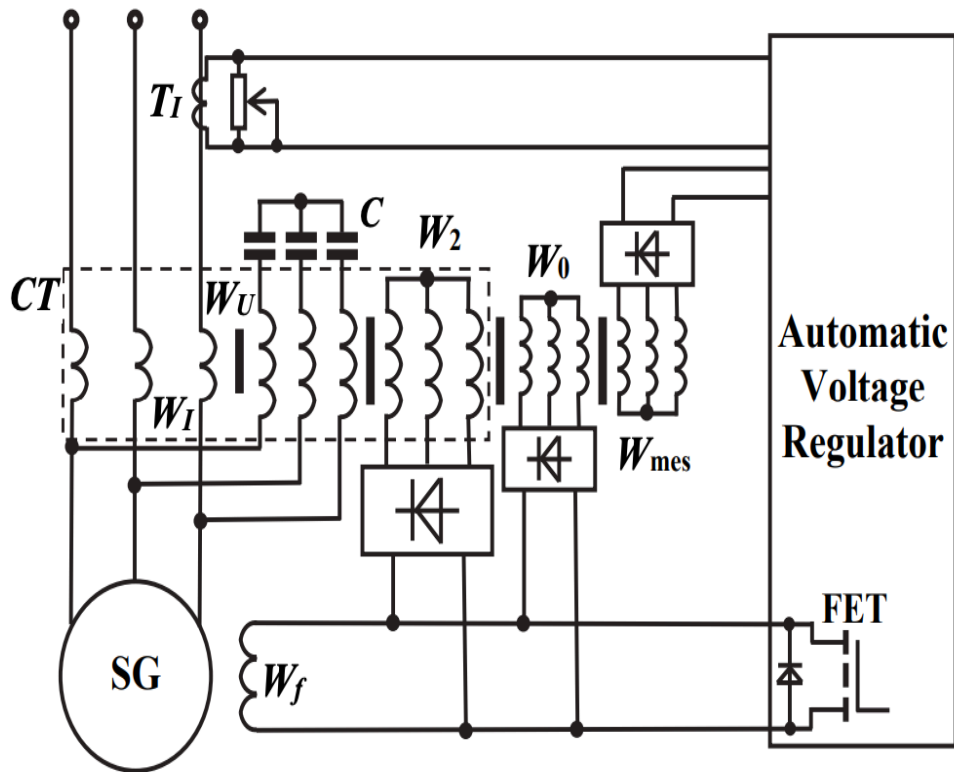 T_I
C
W_2
W_0
CT
W_U
W_I
W_mes
Automatic
Voltage
Regulator
FET
SG
W_f